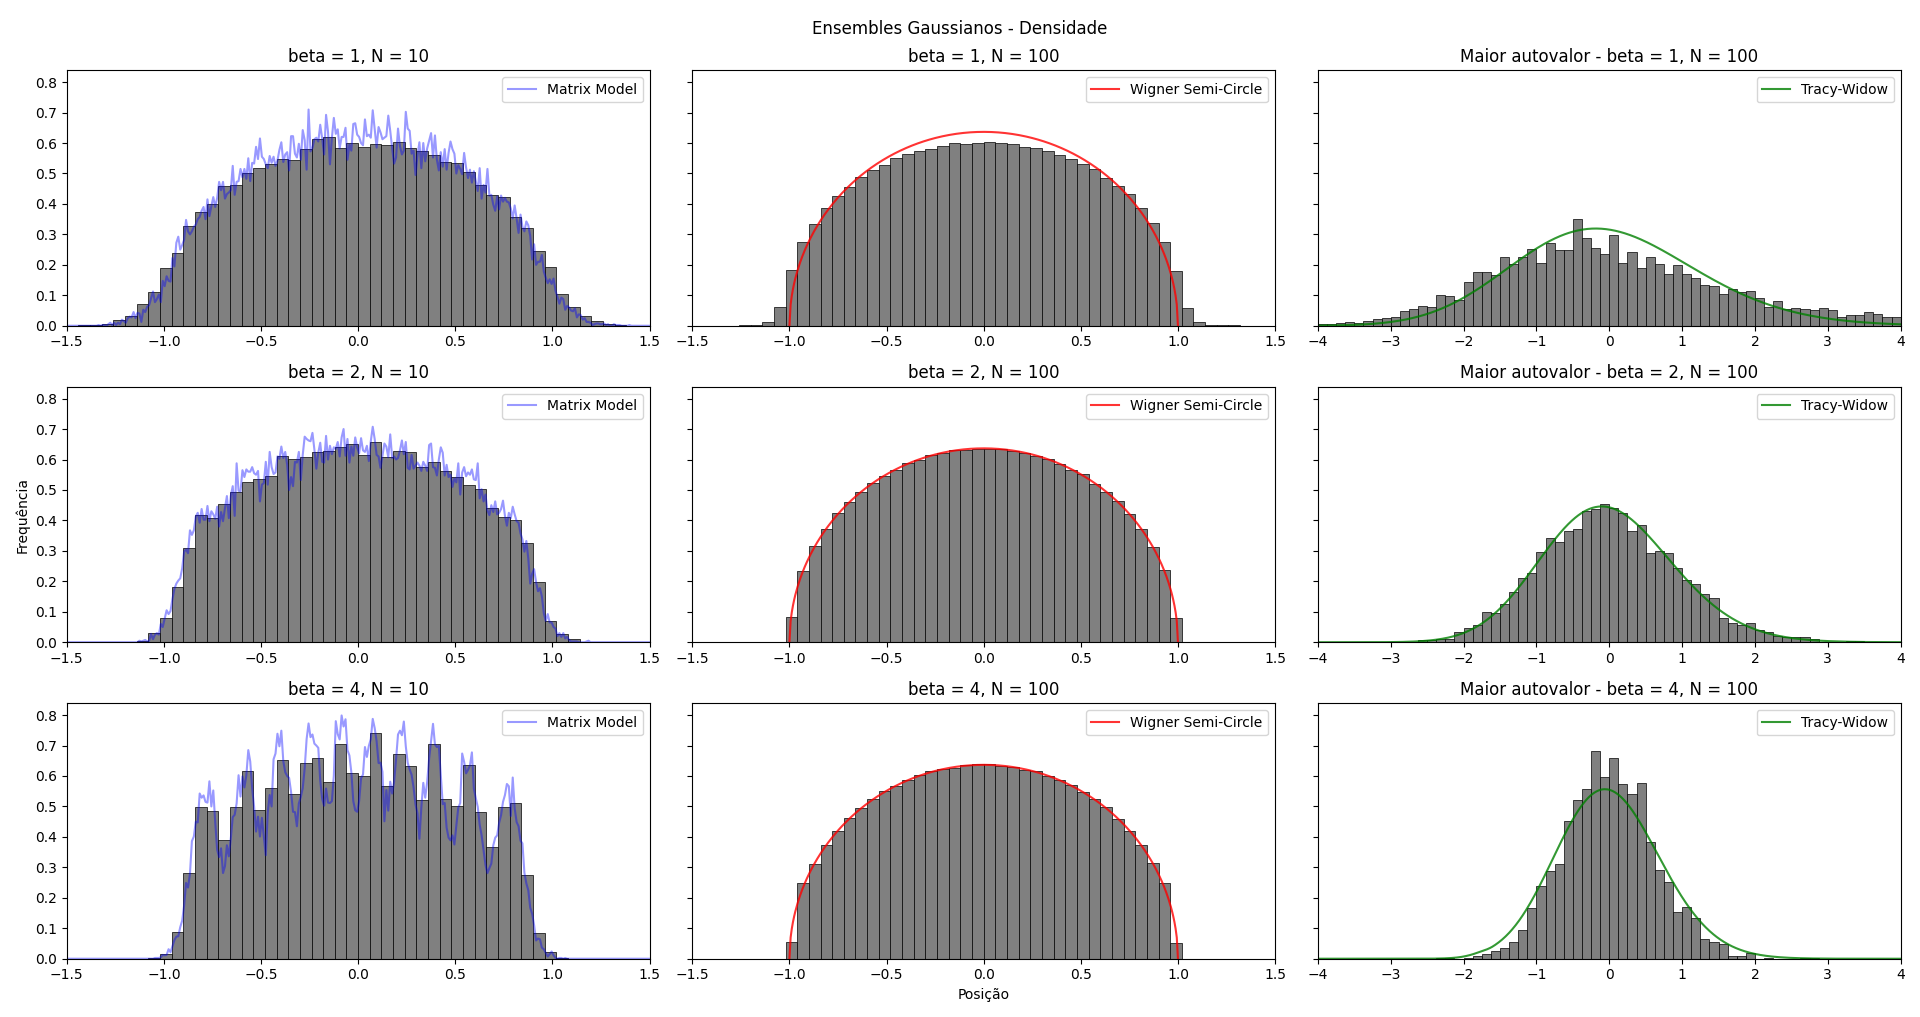 Ensembles Gaussianos - Densidade
beta = 1, N = 10
beta = 1, N = 100
Maior autovalor - beta = 1, N = 100
Matrix Model
Wigner Semi-Circle
Tracy-Widow
0.8
0.7
0.6
0.5
0.4
0.3
0.2
0.1
0.0
−1.5 −1.0 −0.5 0.0 0.5 1.0 1.5
−1.5 −1.0 −0.5 0.0 0.5 1.0 1.5
−4 −3 −2 −1 0 1 2 3 4
beta = 2, N = 10
beta = 2, N = 100
Maior autovalor - beta = 2, N = 100
Matrix Model
Wigner Semi-Circle
Tracy-Widow
Frequência
0.8
0.7
0.6
0.5
0.4
0.3
0.2
0.1
0.0
−1.5 −1.0 −0.5 0.0 0.5 1.0 1.5
−1.5 −1.0 −0.5 0.0 0.5 1.0 1.5
−4 −3 −2 −1 0 1 2 3 4
beta = 4, N = 10
beta = 4, N = 100
Maior autovalor - beta = 4, N = 100
Matrix Model
Wigner Semi-Circle
Tracy-Widow
0.8
0.7
0.6
0.5
0.4
0.3
0.2
0.1
0.0
−1.5 −1.0 −0.5 0.0 0.5 1.0 1.5
−1.5 −1.0 −0.5 0.0 0.5 1.0 1.5
−4 −3 −2 −1 0 1 2 3 4
Posição